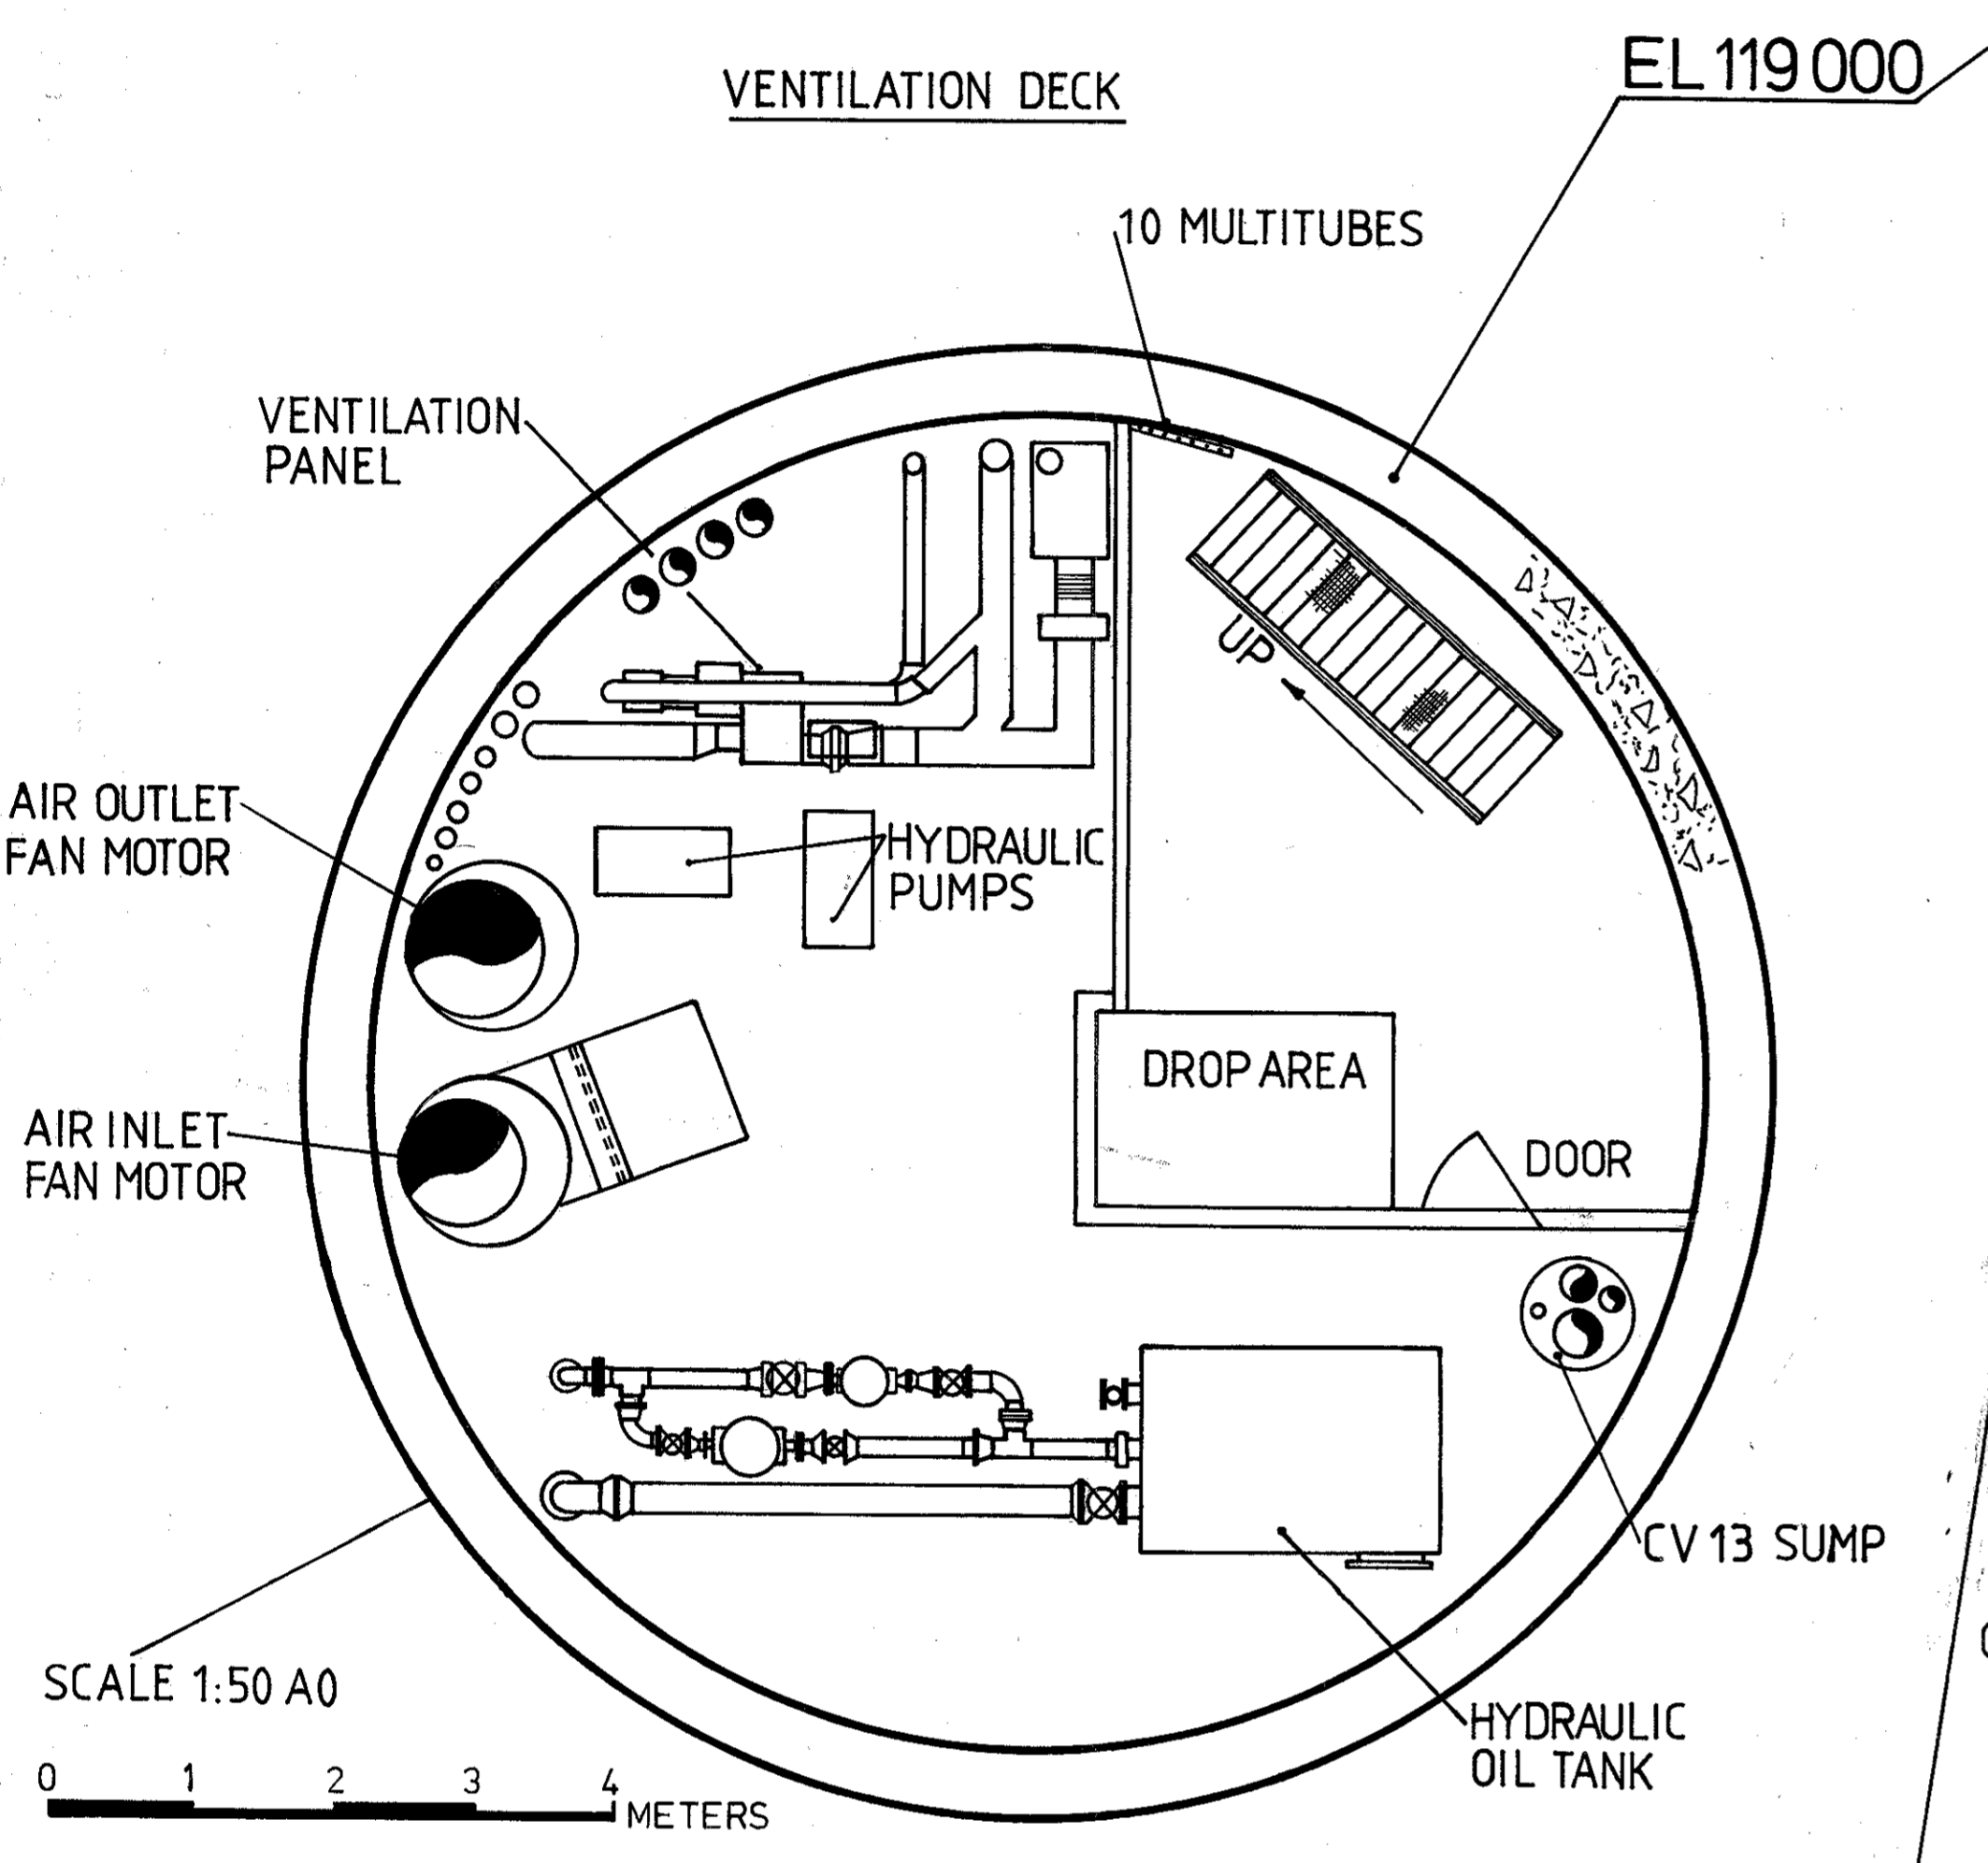 VENTILATION DECK
EL 119 000
10 MULTITUBES
VENTILATION
PANEL
UP
AIR OUTLET
FAN MOTOR
HYDRAULIC
PUMPS
DROP AREA
AIR INLET
FAN MOTOR
DOOR
CV 13 SUMP
SCALE 1:50 A0
HYDRAULIC
OIL TANK
0 1 2 3 4
METERS